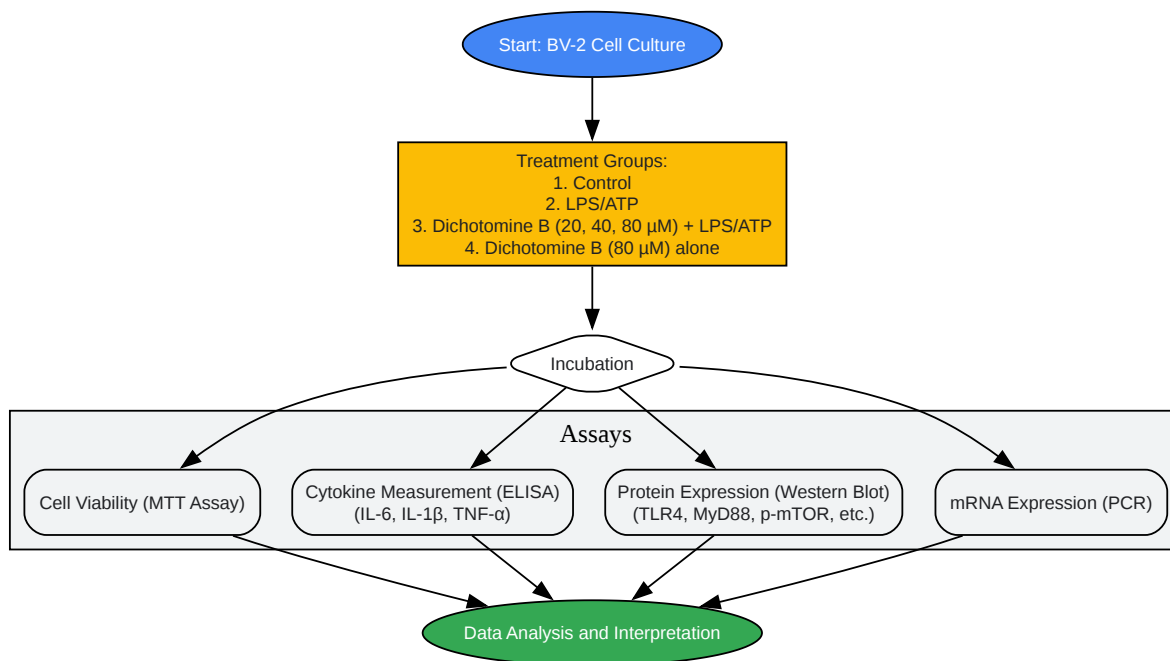 Start: BV-2 Cell Culture
Treatment Groups:
1. Control
2. LPS/ATP
3. Dichotomine B (20, 40, 80 µM) + LPS/ATP
4. Dichotomine B (80 µM) alone
Incubation
Assays
Cell Viability (MTT Assay)
Cytokine Measurement (ELISA)
(IL-6, IL-1β, TNF-α)
Protein Expression (Western Blot)
(TLR4, MyD88, p-mTOR, etc.)
mRNA Expression (PCR)
Data Analysis and Interpretation